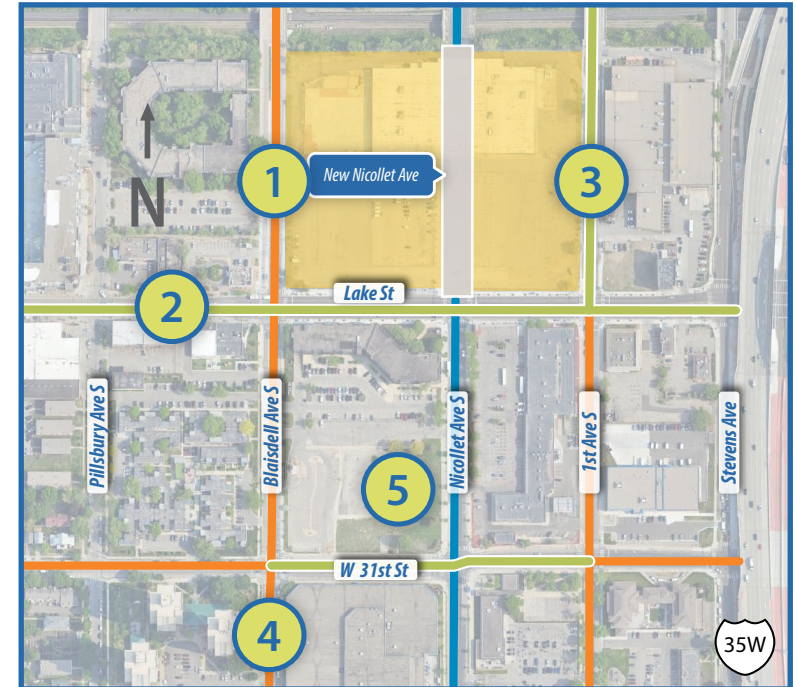 1
New Nicollet Ave
3
N
2
Lake St
Pillsbury Ave S
Blaisdell Ave S
Nicollet Ave S
1st Ave S
Stevens Ave
5
W 31st St
4
35W